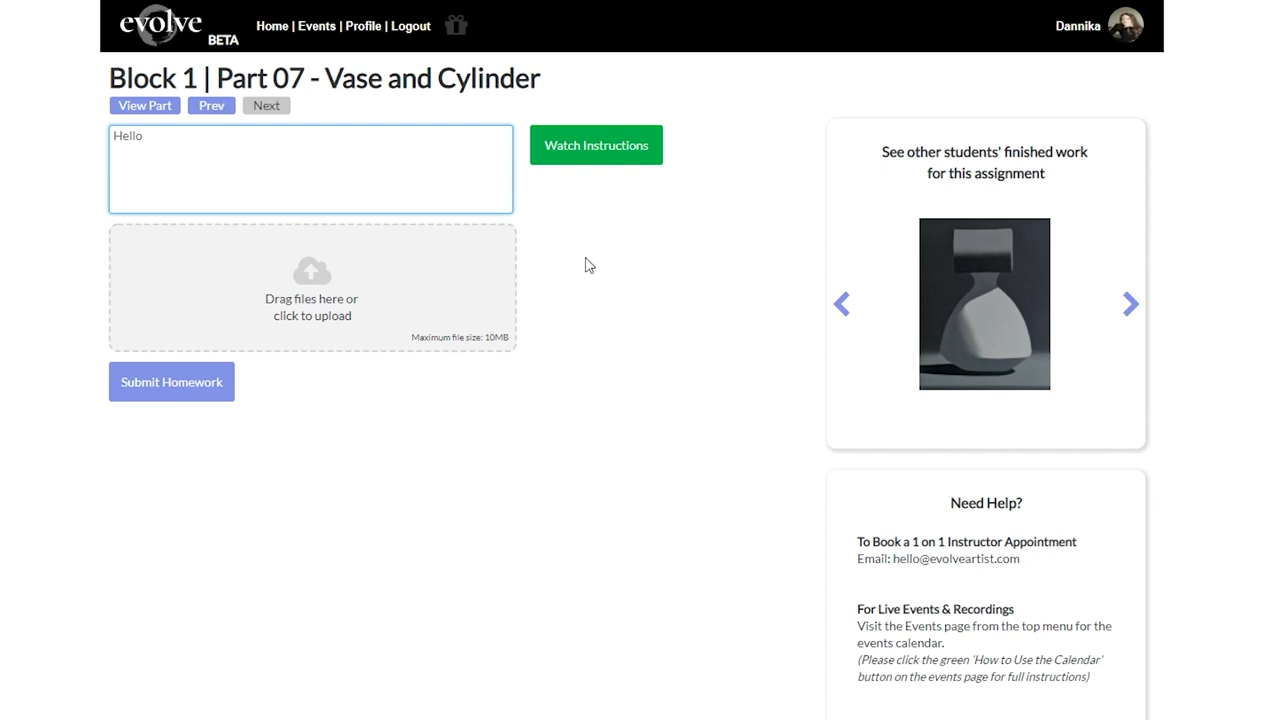 evolve
BETA
Home | Events | Profile | Logout
Dannika
Block 1 | Part 07 - Vase and Cylinder
View Part
Prev
Next
Hello
Watch Instructions
Drag files here or
click to upload
Maximum file size: 10MB
Submit Homework
See other students' finished work
for this assignment
Need Help?
To Book a 1 on 1 Instructor Appointment
Email: hello@evolveartist.com
For Live Events & Recordings
Visit the Events page from the top menu for the
events calendar.
(Please click the green 'How to Use the Calendar'
button on the events page for full instructions)